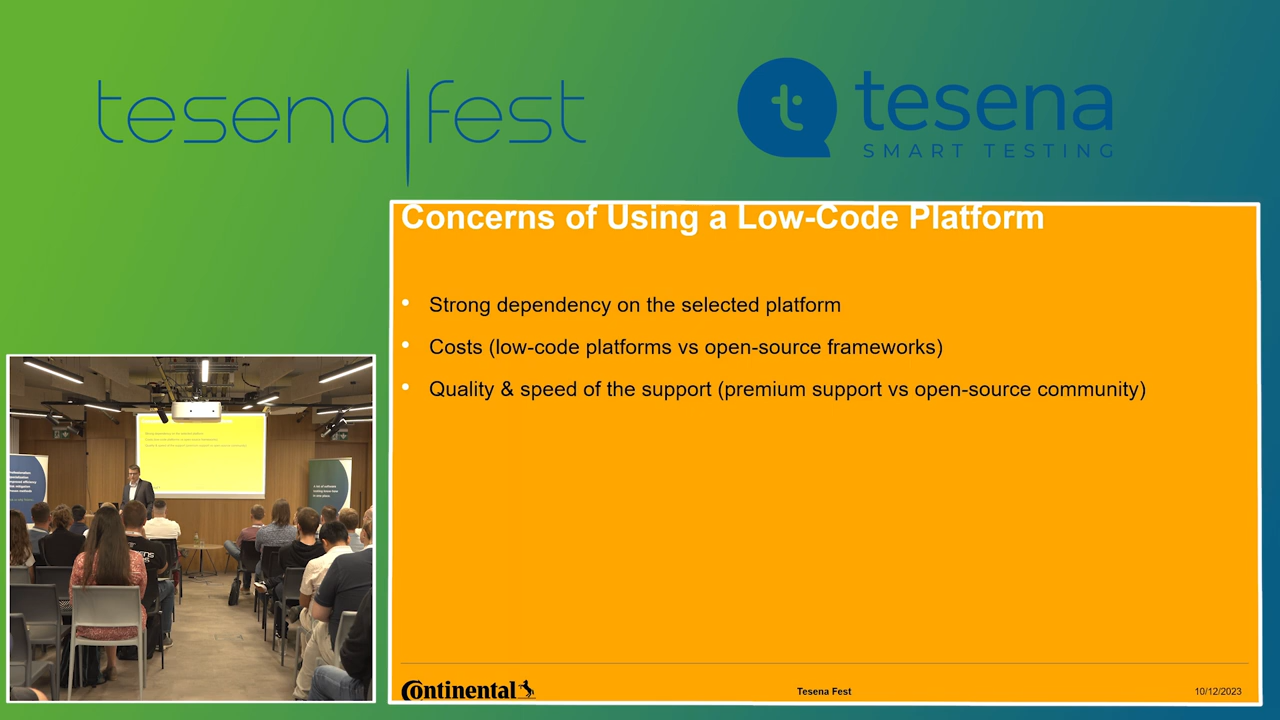 tesena|fest
t tesena
SMART TESTING
Concerns of Using a Low-Code Platform
• Strong dependency on the selected platform
• Costs (low-code platforms vs open-source frameworks)
• Quality & speed of the support (premium support vs open-source community)
Continental
Tesena Fest
10/12/2023